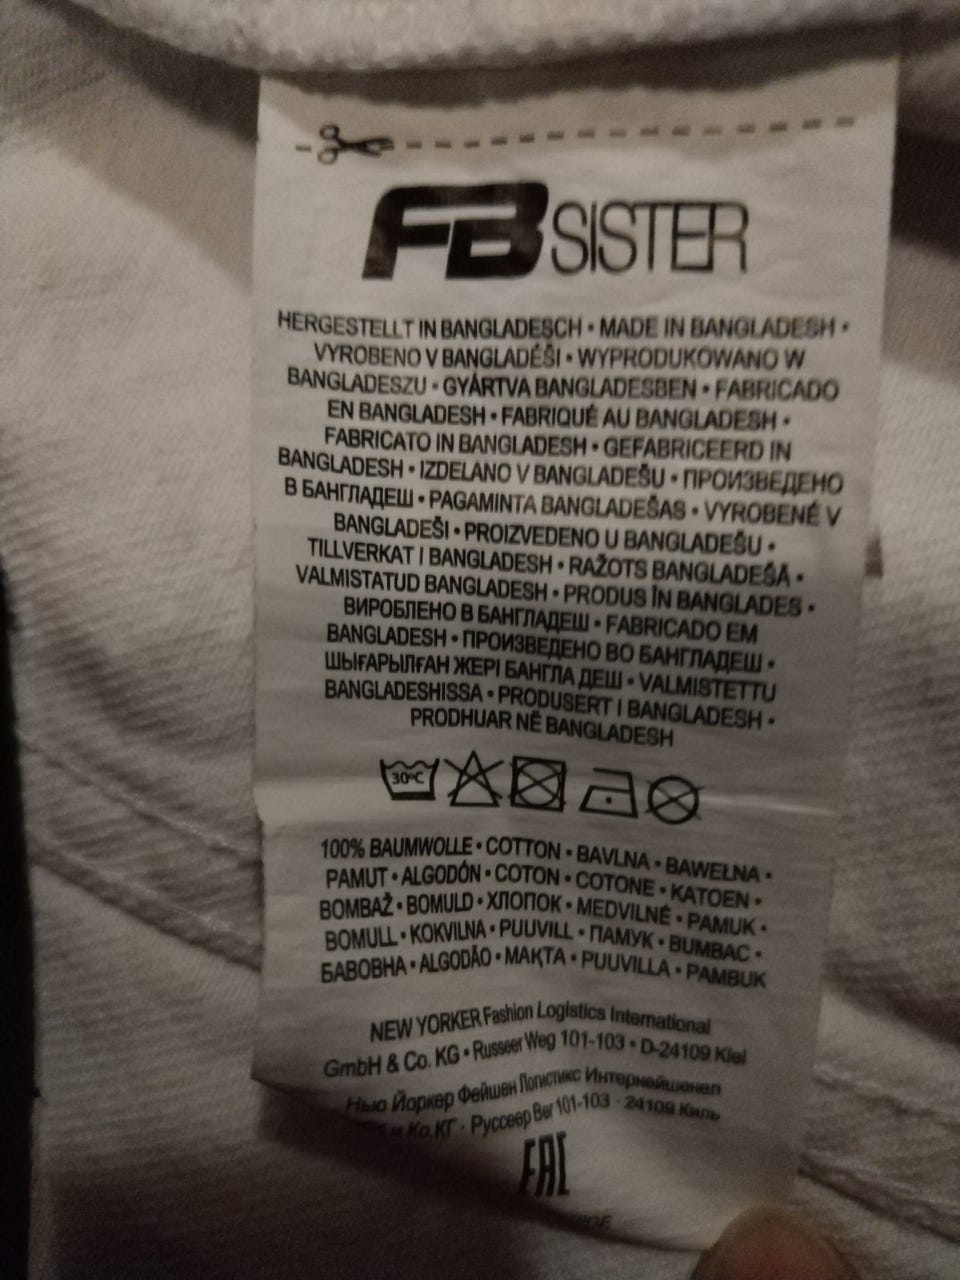 FB SISTER
HERGESTELLT IN BANGLADESCH • MADE IN BANGLADESH •
VYROBENO V BANGLADÉŠI • WYPRODUKOWANO W
BANGLADESZU • GYÁRTVA BANGLADESBEN • FABRICADO
EN BANGLADESH • FABRIQUÉ AU BANGLADESH •
FABRICATO IN BANGLADESH • GEFABRICEERD IN
BANGLADESH • IZDELANO V BANGLADEŠU • ПРОИЗВЕДЕНО
В БАНГЛАДЕШ • PAGAMINTA BANGLADEŠAS • VYROBENÉ V
BANGLADEŠI • PROIZVEDENO U BANGLADEŠU •
TILLVERKAT I BANGLADESH • RAŽOTS BANGLADEŠĀ •
VALMISTATUD BANGLADESH • PRODUS ÎN BANGLADES •
ВИРОБЛЕНО В БАНГЛАДЕШ • FABRICADO EM
BANGLADESH • ПРОИЗВЕДЕНО ВО БАНГЛАДЕШ •
ШЫҒАРЫЛҒАН ЖЕРІ БАНГЛА ДЕШ • VALMISTETTU
BANGLADESHISSA • PRODUSERT I BANGLADESH •
PRODHUAR NË BANGLADESH
30°C
100% BAUMWOLLE • COTTON • BAVLNA • BAWEŁNA •
PAMUT • ALGODÓN • COTON • COTONE • KATOEN •
BOMBAŽ • BOMULD • ХЛОПОК • MEDVILNĖ • PAMUK •
BOMULL • KOKVILNA • PUUVILL • ПАМУК • BUMBAC •
БАВОВНА • ALGODÃO • МАҚТА • PUUVILLA • PAMBUK
NEW YORKER Fashion Logistics International
GmbH & Co. KG • Russeer Weg 101-103 • D-24109 Kiel
Нью Йоркер Фейшен Логистикс Интернейшенел
и Ко.КГ · Руссеер Вег 101-103 · 24109 Киль
EAC